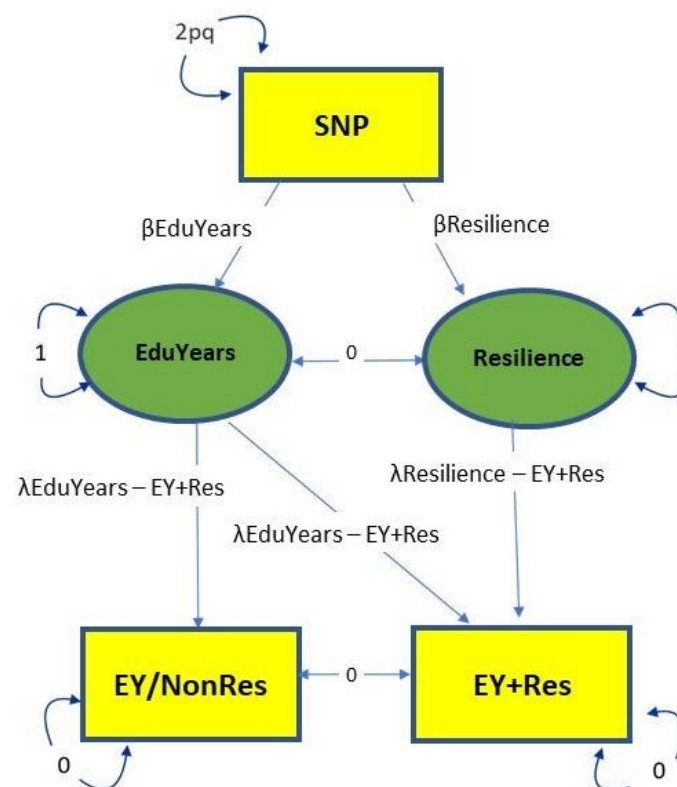 2pq
SNP
βEduYears
βResilience
1
EduYears
0
Resilience
λEduYears – EY+Res
λResilience – EY+Res
λEduYears – EY+Res
EY/NonRes
0
EY+Res
0
0